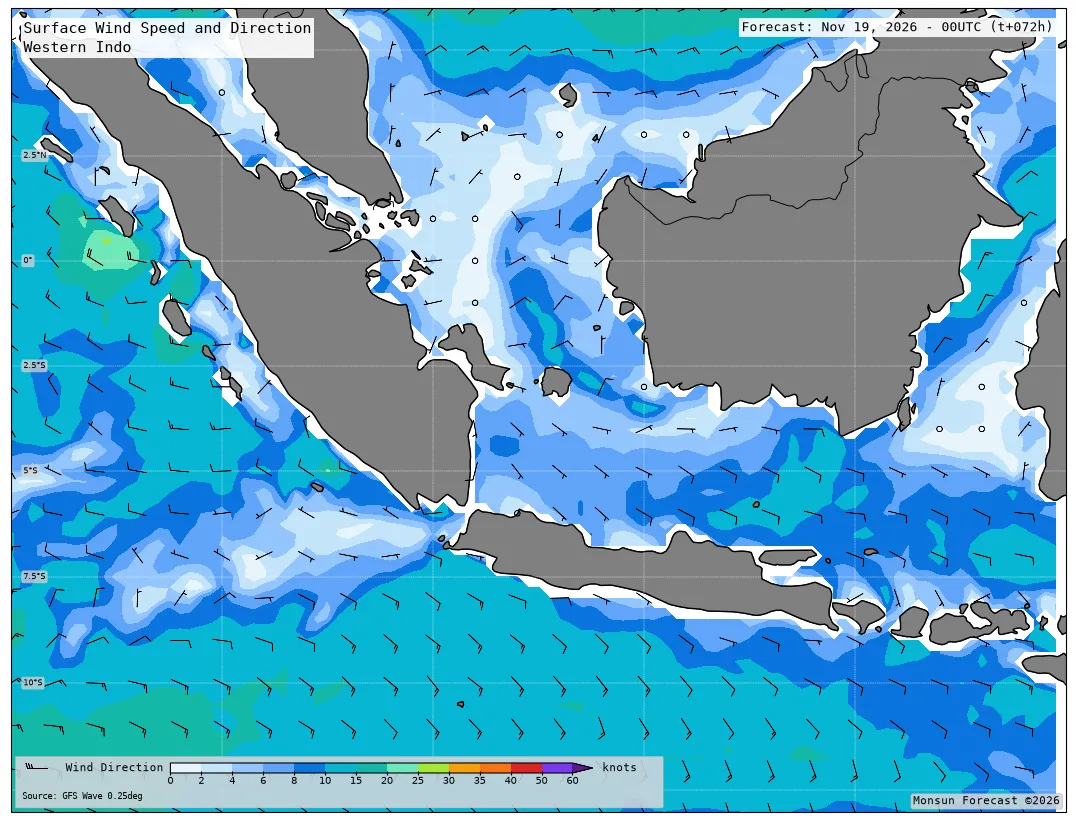 Surface Wind Speed and Direction
Western Indo
Forecast: Nov 19, 2026 - 00UTC (t+072h)
2.5°N
0°
2.5°S
5°S
7.5°S
10°S
Wind Direction
0 2 4 6 8 10 15 20 25 30 40 50 60
knots
Source: GFS Wave 0.25deg
Monsun Forecast ©2026